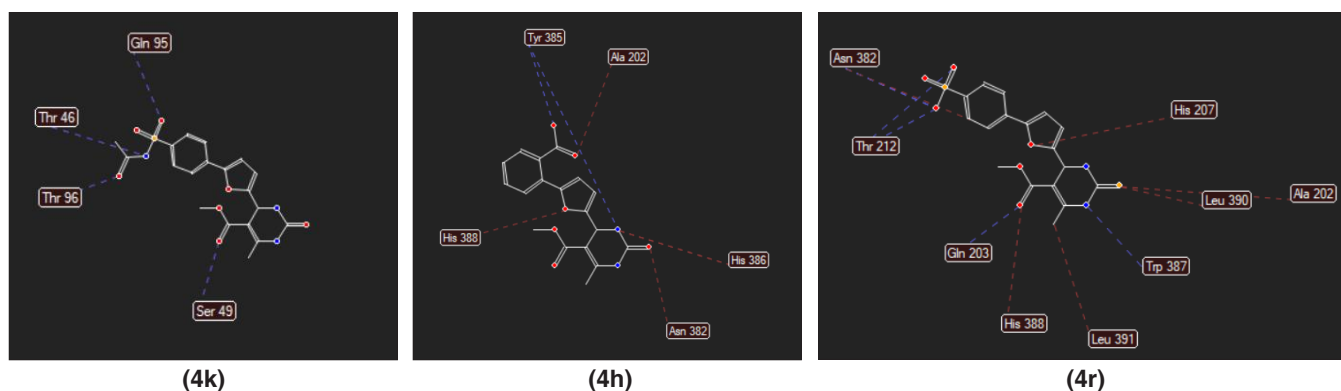 Gln 95
Thr 46
Thr 96
Ser 49
(4k)
Tyr 385
Ala 202
His 388
His 386
Asn 382
(4h)
Asn 382
His 207
Thr 212
Ala 202
Leu 390
Gln 203
Trp 387
His 388
Leu 391
(4r)